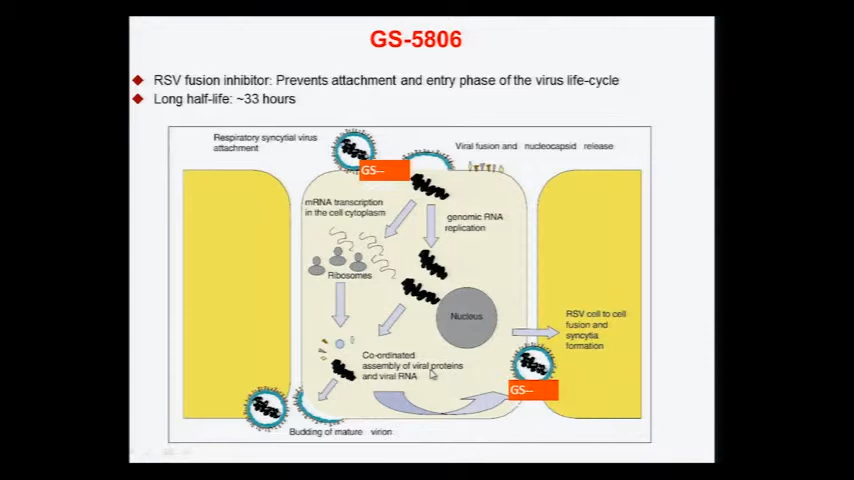 GS-5806
RSV fusion inhibitor: Prevents attachment and entry phase of the virus life-cycle
Long half-life: ~33 hours
Respiratory syncytial virus
attachment
Viral fusion and nucleocapsid release
GS--
mRNA transcription
in the cell cytoplasm
genomic RNA
replication
Ribosomes
Nucleus
RSV cell to cell
fusion and
syncytia
formation
Co-ordinated
assembly of viral proteins
and viral RNA
GS--
Budding of mature virion